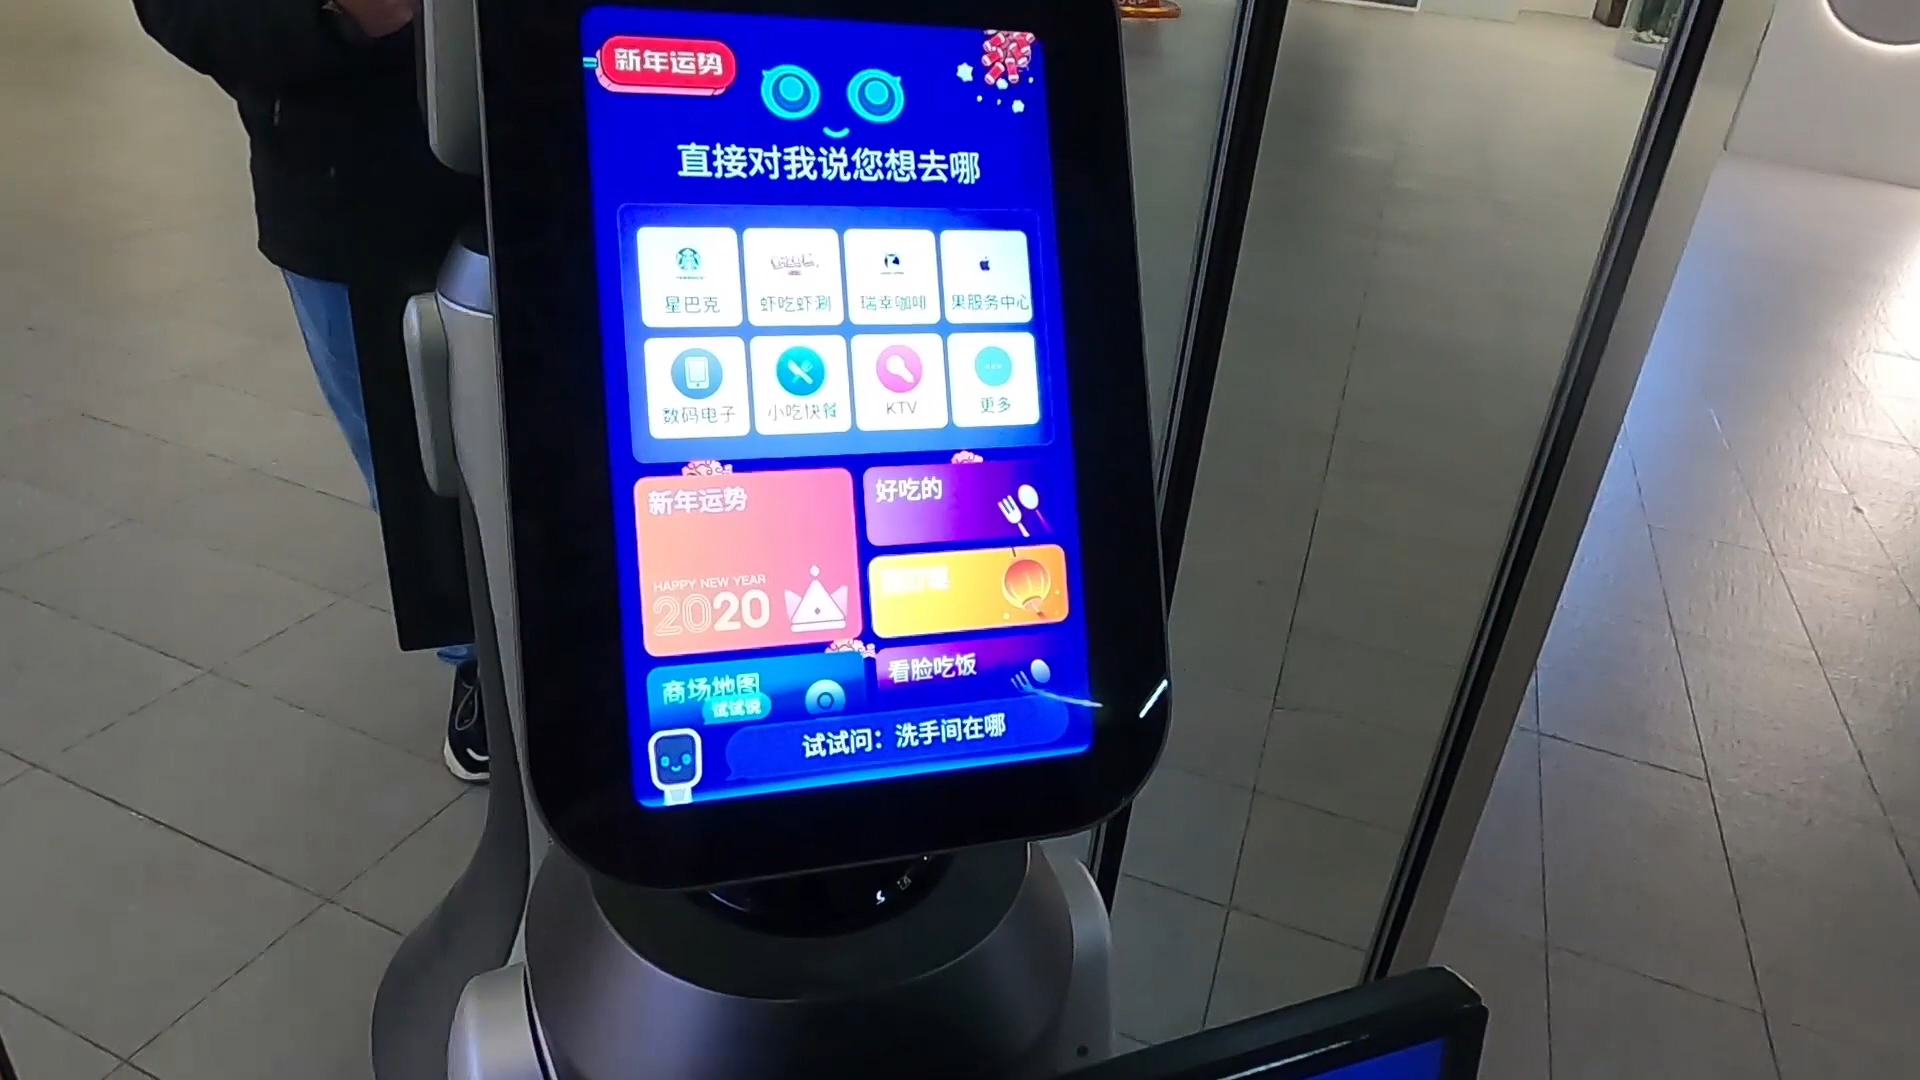 新年运势
直接对我说您想去哪
星巴克
虾吃虾涮
瑞幸咖啡
果服务中心
数码电子
小吃快餐
KTV
更多
新年运势
HAPPY NEW YEAR
2020
好吃的
看脸吃饭
商场地图
试试说
试试问：洗手间在哪